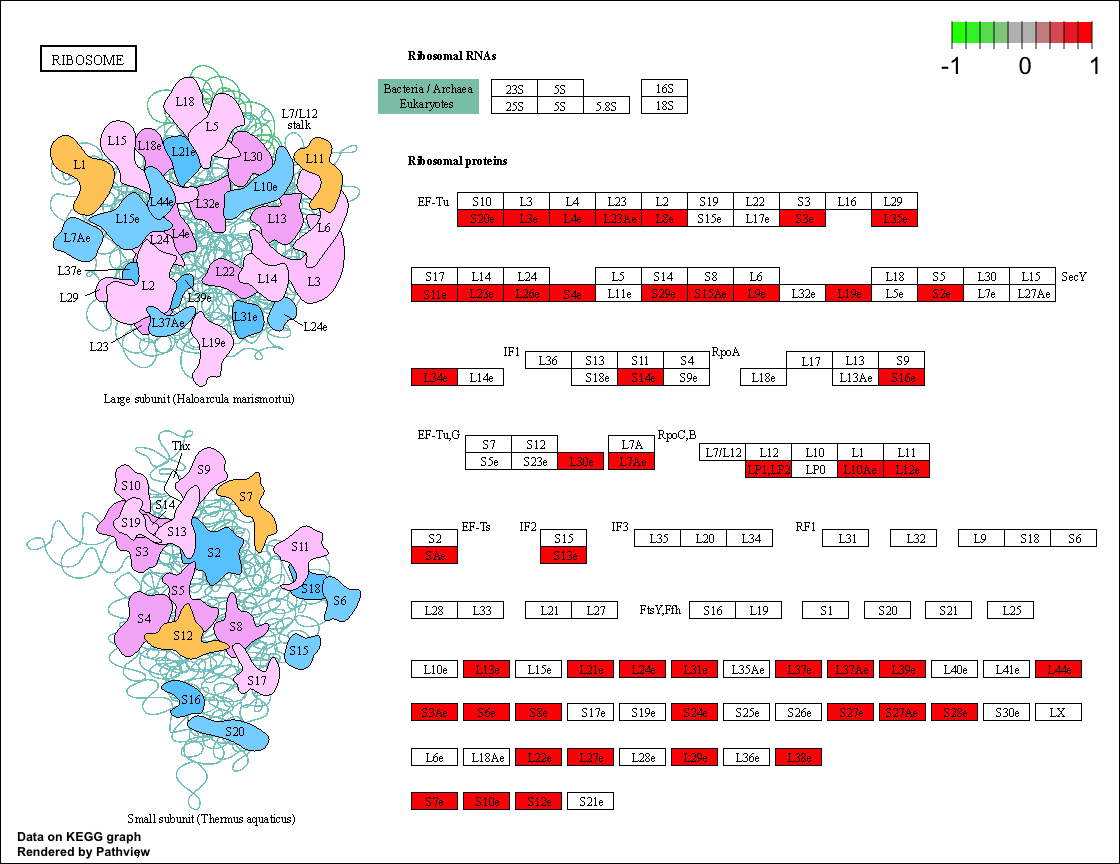 RIBOSOME
Ribosomal RNAs
-1 0 1
Bacteria / Archaea 23S 5S 16S
Eukaryotes 25S 5S 5.8S 18S
Ribosomal proteins
EF-Tu S10 L3 L4 L23 L2 S19 L22 S3 L16 L29
S20e L3e L4e L23Ae L8e S15e L17e S3e L35e
S17 L14 L24 L5 S14 S8 L6 L18 S5 L30 L15 SecY
S11e L23e L26e S4e L11e S29e S15Ae L9e L32e L19e L5e S2e L7e L27Ae
IF1 L36 S13 S11 S4 RpoA L17 L13 S9
L34e L14e S18e S14e S9e L18e L13Ae S16e
EF-Tu,G S7 S12 L7A RpoC,B L7/L12 L12 L10 L1 L11
S5e S23e L30e L7Ae LP1,LP2 LP0 L10Ae L12e
S2 EF-Ts IF2 S15 IF3 L35 L20 L34 RF1 L31 L32 L9 S18 S6
SAe S13e
L28 L33 L21 L27 FtsY,Ffh S16 L19 S1 S20 S21 L25
L10e L13e L15e L21e L24e L31e L35Ae L37e L37Ae L39e L40e L41e L44e
S3Ae S6e S8e S17e S19e S24e S25e S26e S27e S27Ae S28e S30e LX
L6e L18Ae L22e L27e L28e L29e L36e L38e
S7e S10e S12e S21e
L18
L5
L7/L12
stalk
L15
L18e
L21e
L30
L11
L1
L10e
L44e
L32e
L15e
L13
L6
L7Ae
L24
L4e
L37e
L22
L14
L3
L2
L29
L39e
L37Ae
L31e
L24e
L23
L19e
Large subunit (Haloarcula marismortui)
Thx
S9
S10
S7
S14
S19
S13
S3
S2
S11
S5
S18
S6
S4
S12
S8
S15
S17
S16
S20
Small subunit (Thermus aquaticus)
Data on KEGG graph
Rendered by Pathview